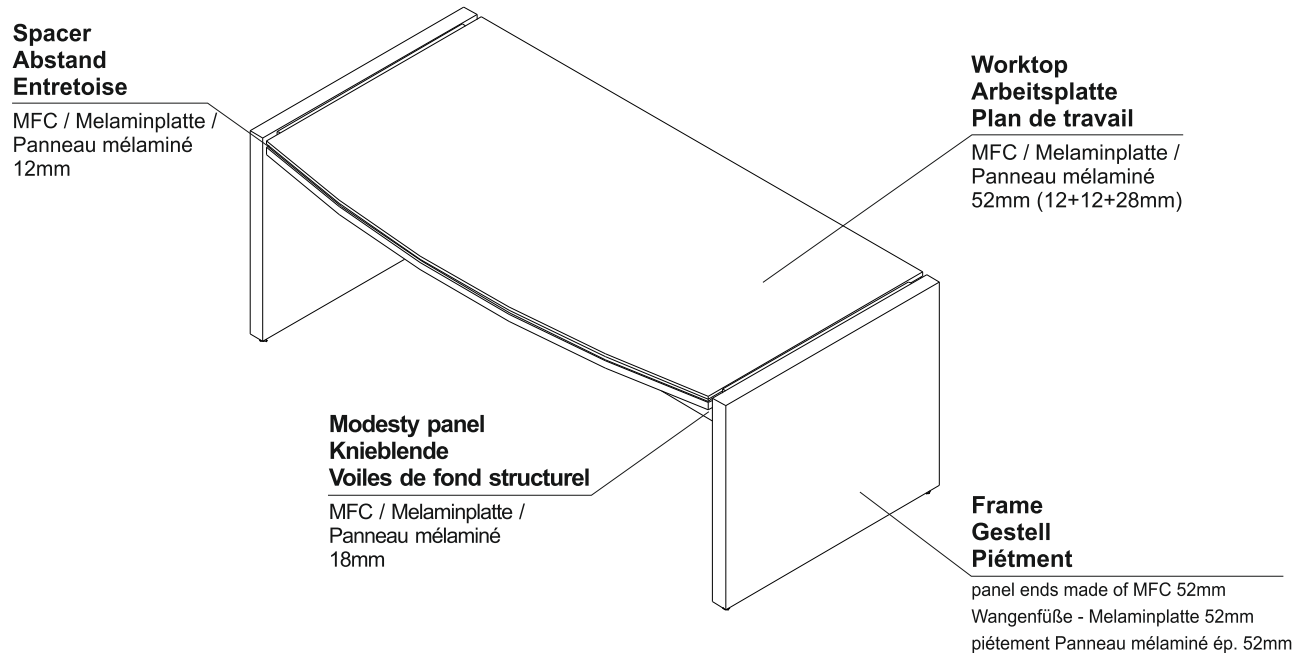 Spacer
Abstand
Entretoise
MFC / Melaminplatte /
Panneau mélaminé
12mm
Worktop
Arbeitsplatte
Plan de travail
MFC / Melaminplatte /
Panneau mélaminé
52mm (12+12+28mm)
Modesty panel
Knieblende
Voiles de fond structurel
MFC / Melaminplatte /
Panneau mélaminé
18mm
Frame
Gestell
Piétment
panel ends made of MFC 52mm
Wangenfüße - Melaminplatte 52mm
piétement Panneau mélaminé ép. 52mm